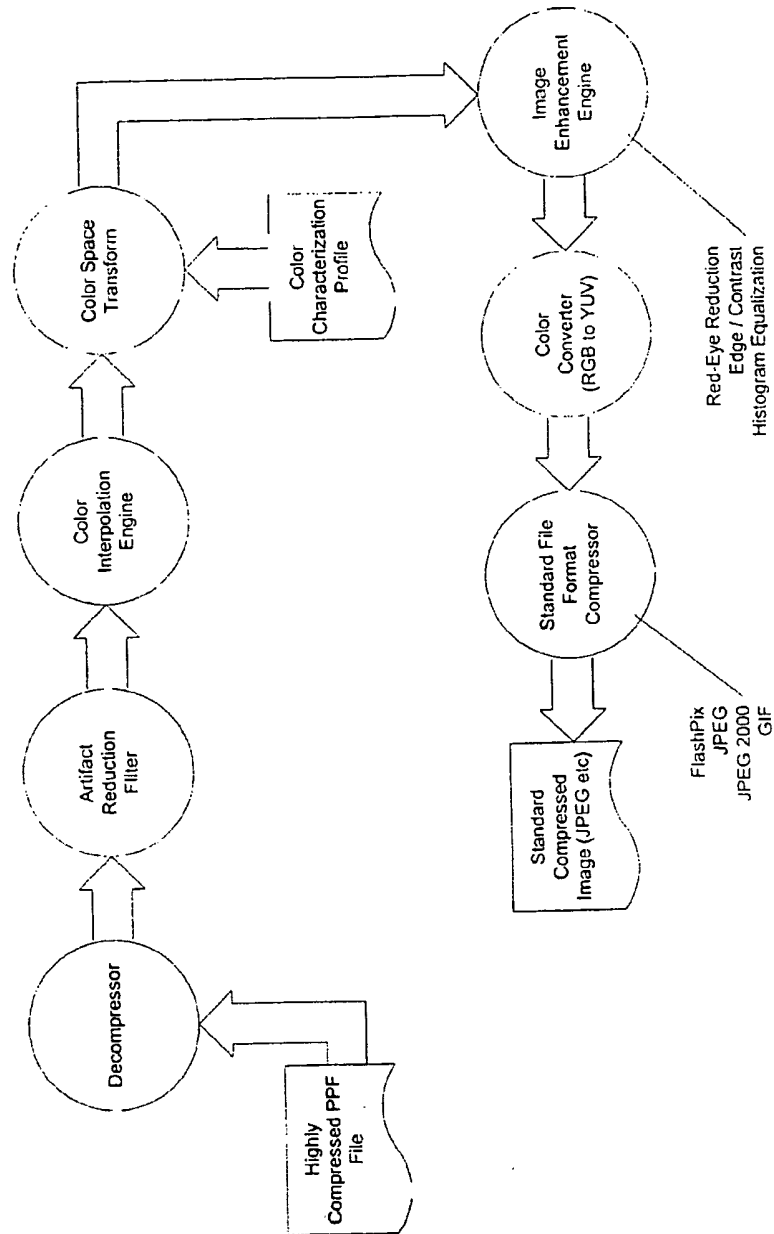 Highly
Compressed PPF
File
Decompressor
Artifact
Reduction
FIlter
Color
Interpolation
Engine
Color Space
Transform
Color
Characterization
Profile
Image
Enhancement
Engine
Red-Eye Reduction
Edge / Contrast
Histogram Equalization
Color
Converter
(RGB to YUV)
Standard File
Format
Compressor
FlashPix
JPEG
JPEG 2000
GIF
Standard
Compressed
Image (JPEG etc)